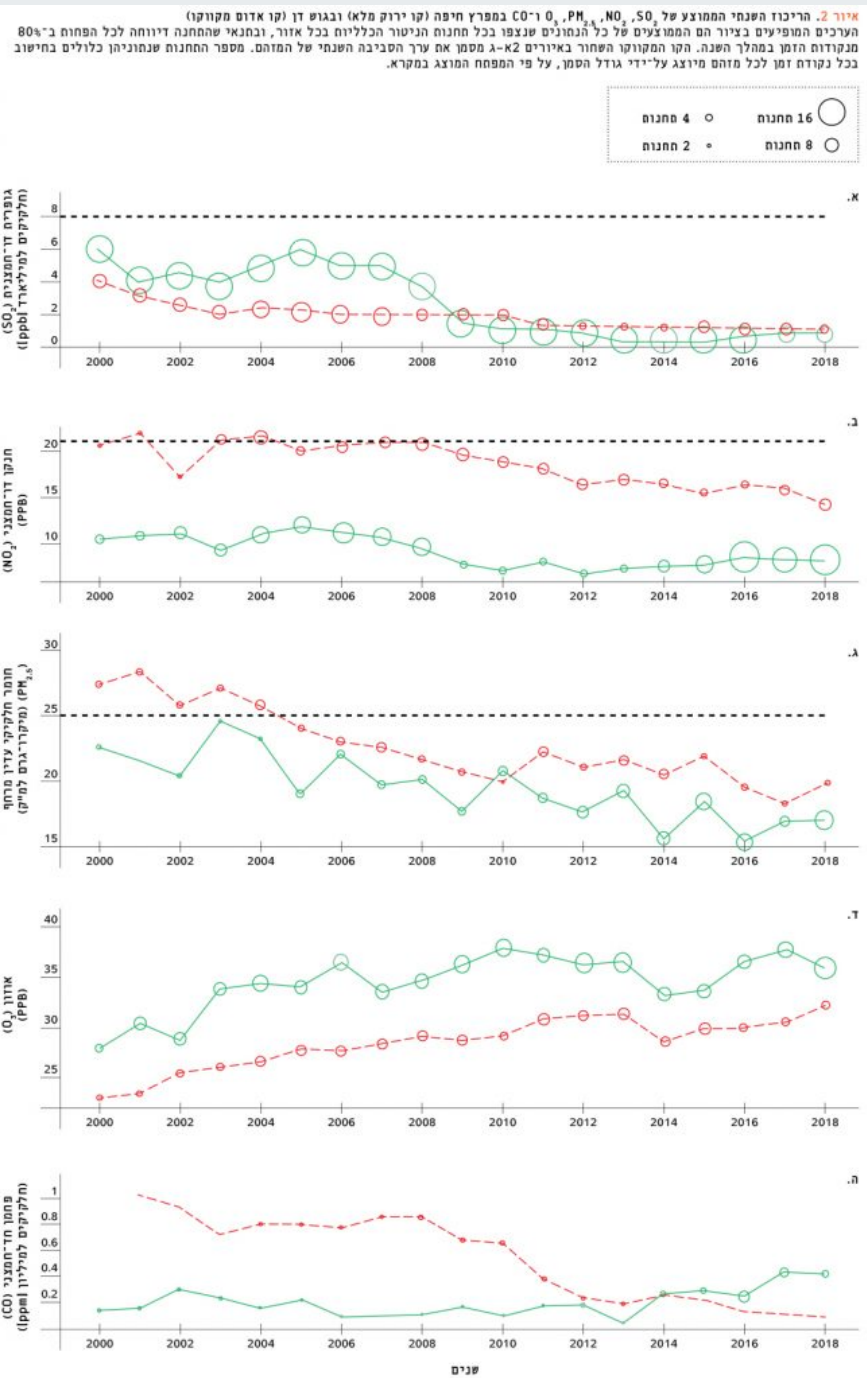 איור 2. הריכוז השנתי הממוצע של SO₂, NO₂, PM₂.₅, O₃ ו־CO במפרץ חיפה (קו ירוק מלא) ובגוש דן (קו אדום מקווקו)
הערכים המופיעים בציור הם הממוצעים של כל הנתונים שנצפו בכל תחנות הניטור הכלליות בכל אזור, ובתנאי שהתחנה דיווחה לכל הפחות ב־80%
מנקודות הזמן במהלך השנה. הקו המקווקו השחור באיורים 2א-ג מסמן את ערך הסביבה השנתי של המזהם. מספר התחנות שנתוניהן כלולים בחישוב
בכל נקודת זמן לכל מזהם מיוצג על־ידי גודל הסמן, על פי המפתח המוצג במקרא.
16 תחנות
4 תחנות
8 תחנות
2 תחנות
א.
גופרית דו־חמצנית (SO₂)
(חלקיקים למיליארד [ppb])
8
6
4
2
0
2000 2002 2004 2006 2008 2010 2012 2014 2016 2018
ב.
חנקן דו־חמצני (NO₂)
(PPB)
20
15
10
2000 2002 2004 2006 2008 2010 2012 2014 2016 2018
ג.
חומר חלקיקי עדין מרחף
(PM₂.₅) (מיקרו־גרם למ״ק)
30
25
20
15
2000 2002 2004 2006 2008 2010 2012 2014 2016 2018
ד.
אוזון (O₃)
(PPB)
40
35
30
25
2000 2002 2004 2006 2008 2010 2012 2014 2016 2018
ה.
פחמן חד־חמצני (CO)
(חלקיקים למיליון [ppm])
1
0.8
0.6
0.4
0.2
2000 2002 2004 2006 2008 2010 2012 2014 2016 2018
שנים